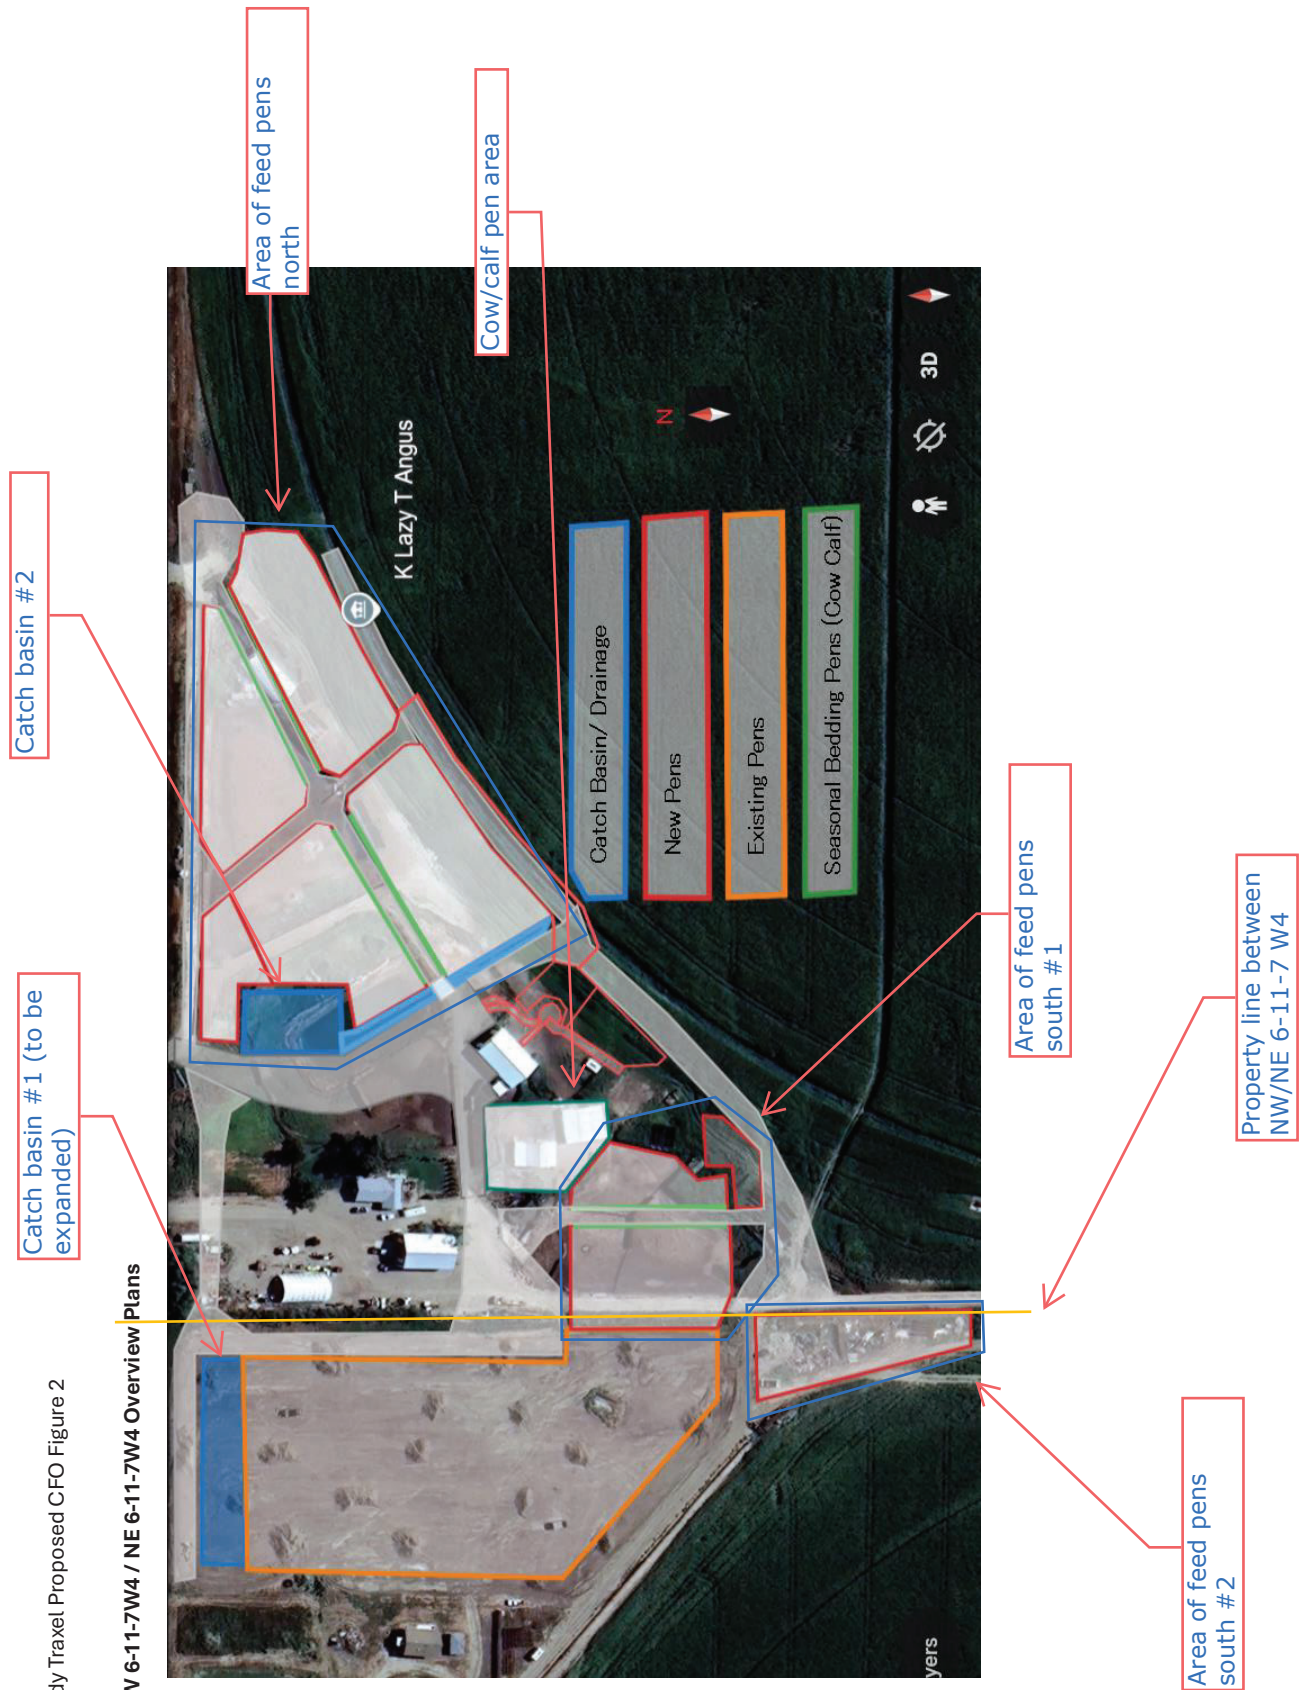 dy Traxel Proposed CFO Figure 2
W 6-11-7W4 / NE 6-11-7W4 Overview Plans
Catch basin #1 (to be
expanded)
Catch basin #2
Area of feed pens
north
Cow/calf pen area
K Lazy T Angus
N
Catch Basin/ Drainage
New Pens
Existing Pens
Seasonal Bedding Pens (Cow Calf)
3D
yers
Area of feed pens
south #2
Property line between
NW/NE 6-11-7 W4
Area of feed pens
south #1